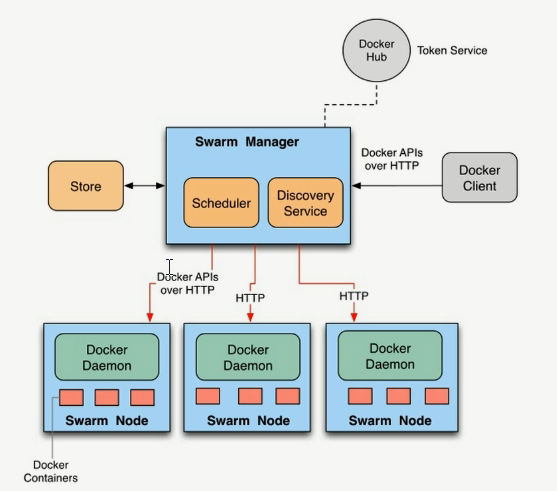 Docker
Hub
Token Service
Swarm Manager
Docker APIs
over HTTP
Store
Scheduler
Discovery
Service
Docker
Client
Docker APIs
over HTTP
HTTP
HTTP
Docker
Daemon
Docker
Daemon
Docker
Daemon
Swarm Node
Swarm Node
Swarm Node
Docker
Containers